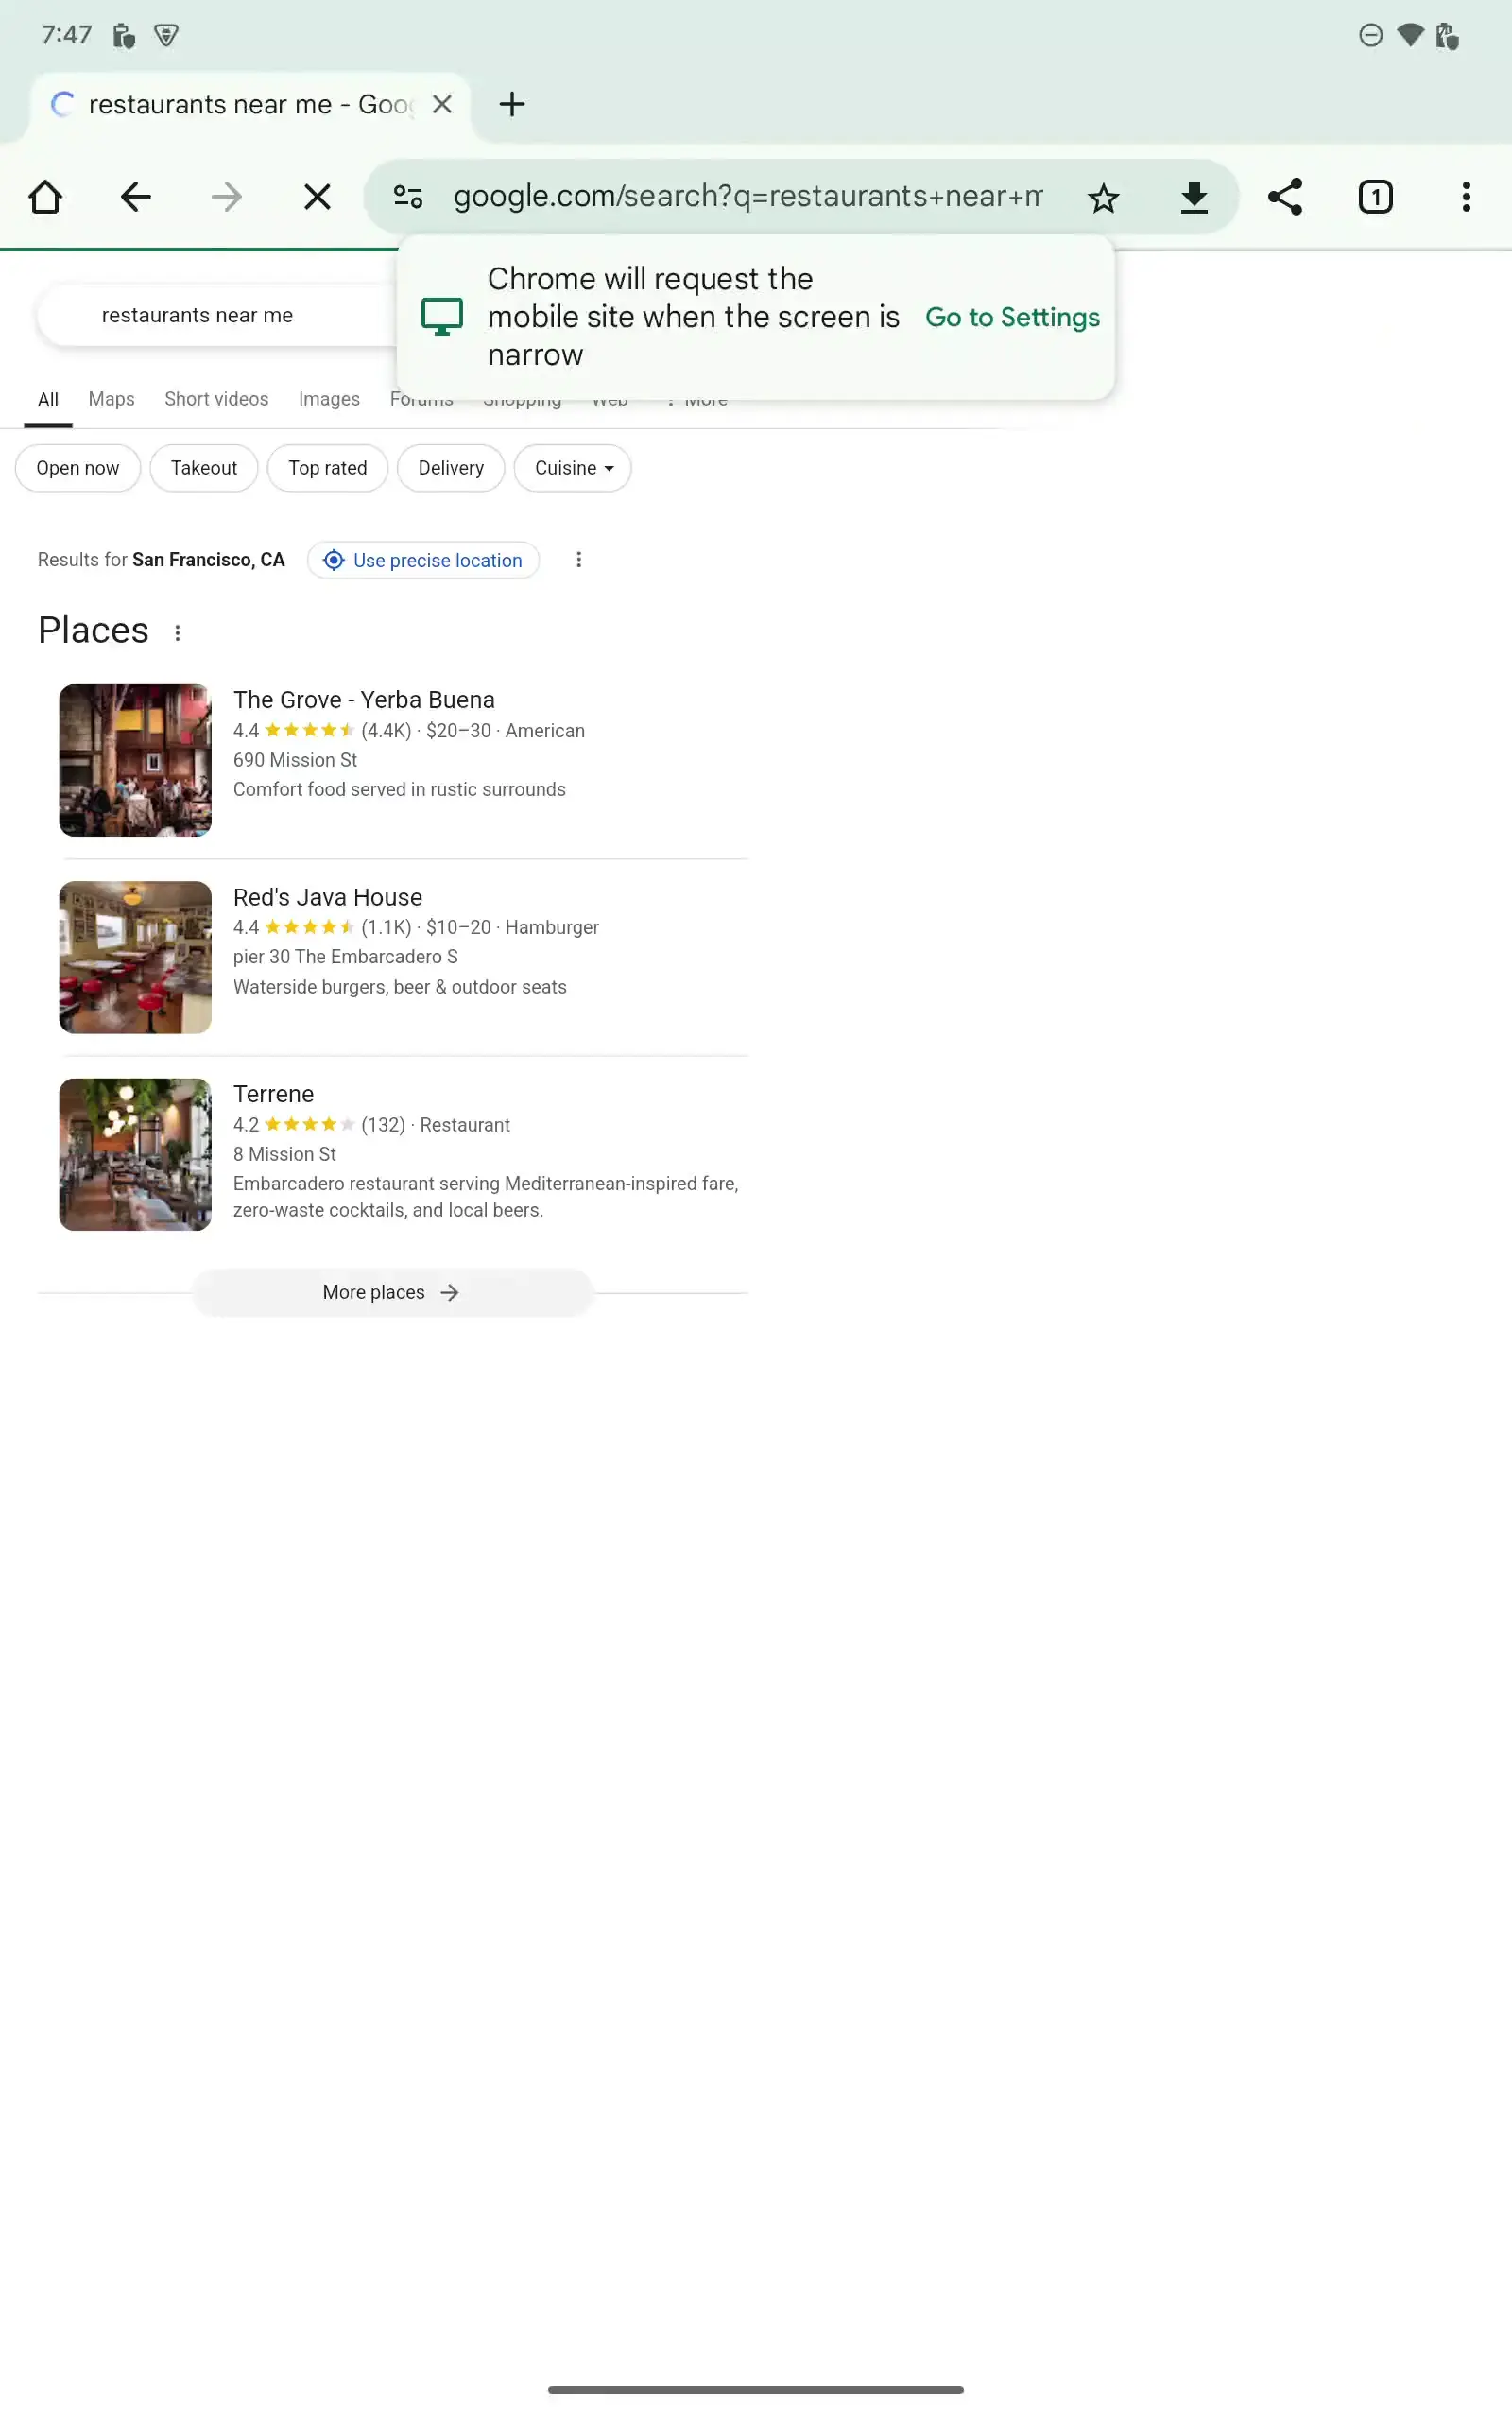 7:47
restaurants near me - Goo
google.com/search?q=restaurants+near+m
1
Chrome will request the
mobile site when the screen is
narrow
Go to Settings
restaurants near me
All Maps Short videos Images Forums Shopping Web More
Open now Takeout Top rated Delivery Cuisine
Results for San Francisco, CA Use precise location
Places
The Grove - Yerba Buena
4.4 (4.4K) · $20–30 · American
690 Mission St
Comfort food served in rustic surrounds
Red's Java House
4.4 (1.1K) · $10–20 · Hamburger
pier 30 The Embarcadero S
Waterside burgers, beer & outdoor seats
Terrene
4.2 (132) · Restaurant
8 Mission St
Embarcadero restaurant serving Mediterranean-inspired fare,
zero-waste cocktails, and local beers.
More places